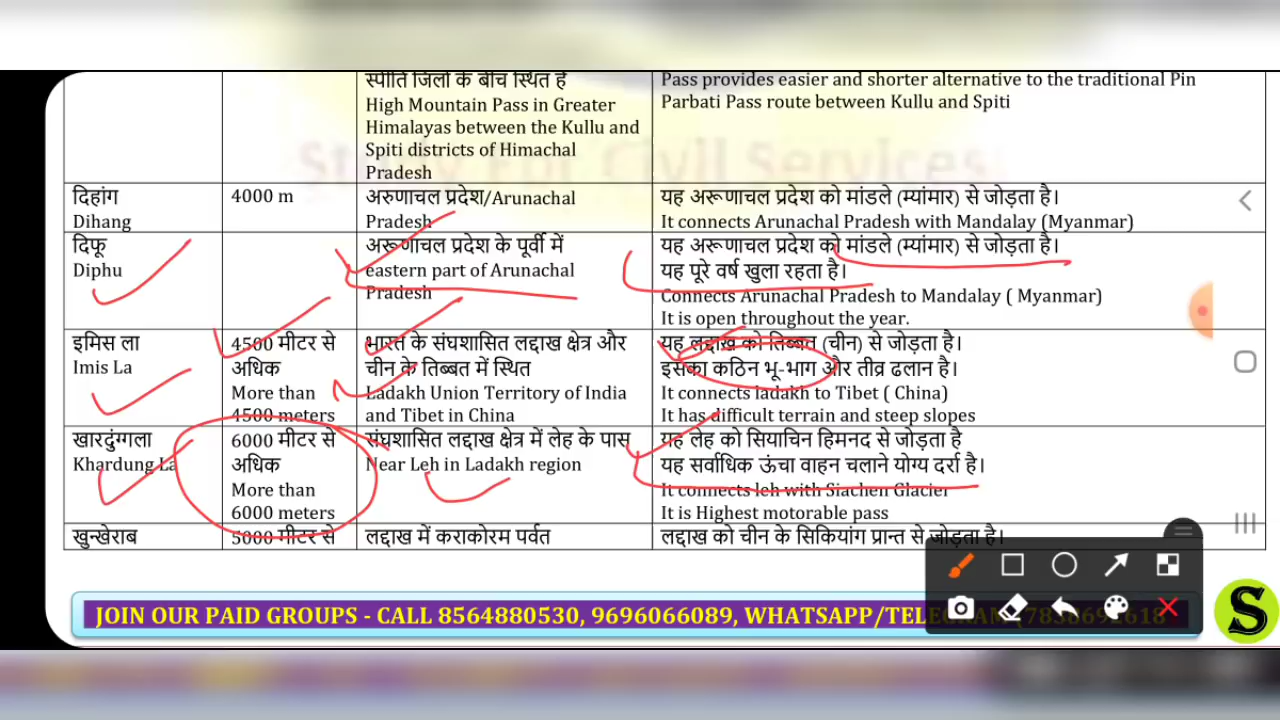 स्पीति जिलों के बीच स्थित है
High Mountain Pass in Greater
Himalayas between the Kullu and
Spiti districts of Himachal
Pradesh
Pass provides easier and shorter alternative to the traditional Pin
Parbati Pass route between Kullu and Spiti
Study For Civil Services
दिहांग
Dihang
4000 m
अरुणाचल प्रदेश/Arunachal
Pradesh
यह अरूणाचल प्रदेश को मांडले (म्यांमार) से जोड़ता है।
It connects Arunachal Pradesh with Mandalay (Myanmar)
दिफू
Diphu
अरूणाचल प्रदेश के पूर्वी में
eastern part of Arunachal
Pradesh
यह अरूणाचल प्रदेश को मांडले (म्यांमार) से जोड़ता है।
यह पूरे वर्ष खुला रहता है।
Connects Arunachal Pradesh to Mandalay ( Myanmar)
It is open throughout the year.
इमिस ला
Imis La
4500 मीटर से
अधिक
More than
4500 meters
भारत के संघशासित लद्दाख क्षेत्र और
चीन के तिब्बत में स्थित
Ladakh Union Territory of India
and Tibet in China
यह लद्दाख को तिब्बत (चीन) से जोड़ता है।
इसका कठिन भू-भाग और तीव्र ढलान है।
It connects ladakh to Tibet ( China)
It has difficult terrain and steep slopes
खारदुंग्गला
Khardung La
6000 मीटर से
अधिक
More than
6000 meters
संघशासित लद्दाख क्षेत्र में लेह के पास
Near Leh in Ladakh region
यह लेह को सियाचिन हिमनद से जोड़ता है
यह सर्वाधिक ऊंचा वाहन चलाने योग्य दर्रा है।
It connects leh with Siachen Glacier
It is Highest motorable pass
खुन्खेराब
5000 मीटर से
लद्दाख में काराकोरम पर्वत
लद्दाख को चीन के सिकियांग प्रान्त से जोड़ता है।
JOIN OUR PAID GROUPS - CALL 8564880530, 9696066089, WHATSAPP/TELEGRAM
S